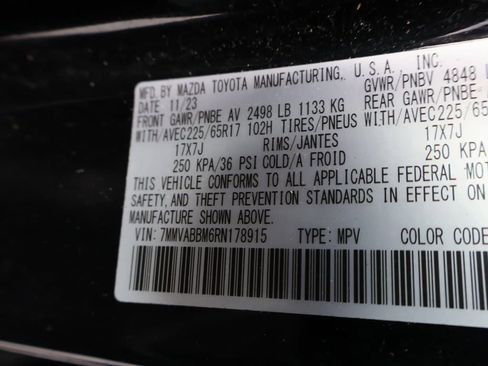 MFD. BY MAZDA TOYOTA MANUFACTURING, U.S.A. INC.
DATE 11/23 GVWR/PNBV 4848
FRONT GAWR/PNBE AV 2498 LB 1133 KG REAR GAWR/PNBE
WITH/AVEC225/65R17 102H TIRES/PNEUS WITH/AVEC225/65
17X7J RIMS/JANTES 17X7J
250 KPA/36 PSI COLD/A FROID 250 KPA
THIS VEHICLE CONFORMS TO ALL APPLICABLE FEDERAL
SAFETY, AND THEFT PREVENTION STANDARDS IN EFFECT ON
MANUFACTURE SHOWN ABOVE.
VIN: 7MMVABBM6RN178915 TYPE: MPV COLOR CODE